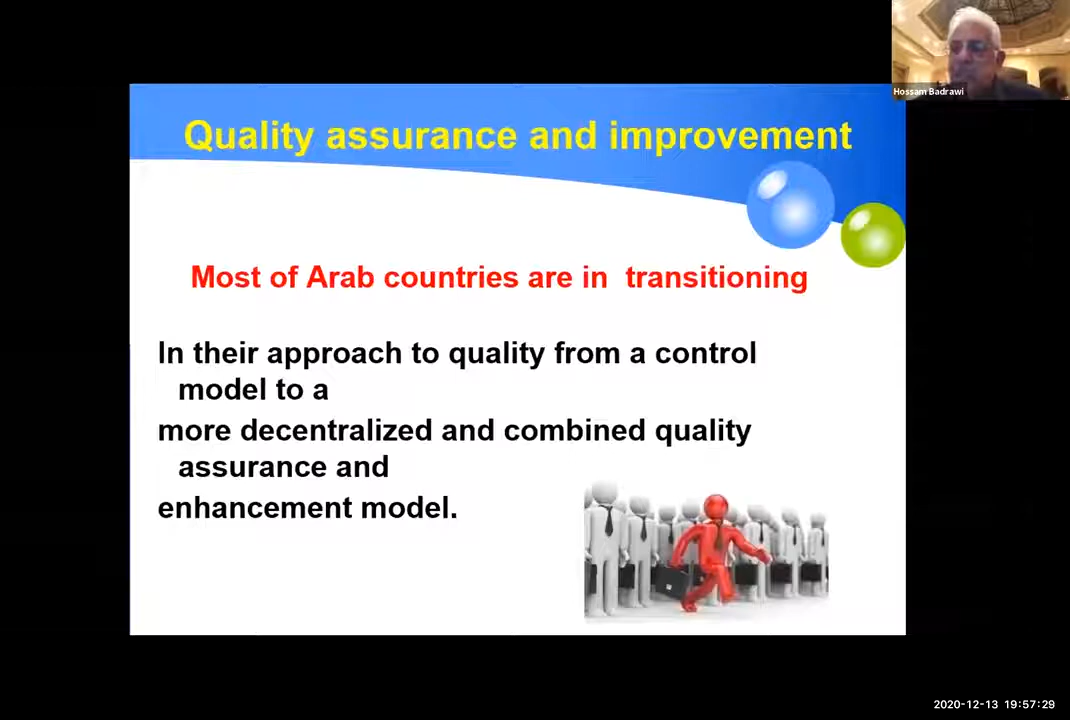 Hossam Badrawi
Quality assurance and improvement
Most of Arab countries are in  transitioning
In their approach to quality from a control
model to a
more decentralized and combined quality
assurance and
enhancement model.
2020-12-13 19:57:29